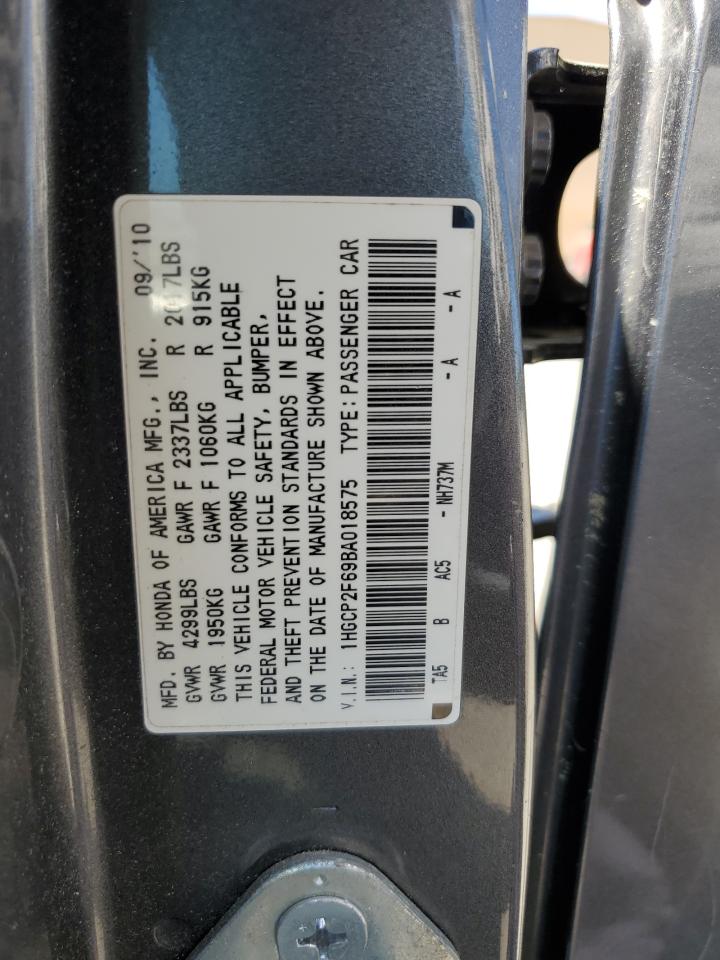 MFD. BY HONDA OF AMERICA MFG., INC. 09/'10
GVWR 4299LBS GAWR F 2337LBS R 2017LBS
GVWR 1950KG GAWR F 1060KG R 915KG
THIS VEHICLE CONFORMS TO ALL APPLICABLE
FEDERAL MOTOR VEHICLE SAFETY, BUMPER,
AND THEFT PREVENTION STANDARDS IN EFFECT
ON THE DATE OF MANUFACTURE SHOWN ABOVE.
V.I.N.: 1HGCP2F69BA018575 TYPE: PASSENGER CAR
TA5 B AC5 - NH737M - A - A